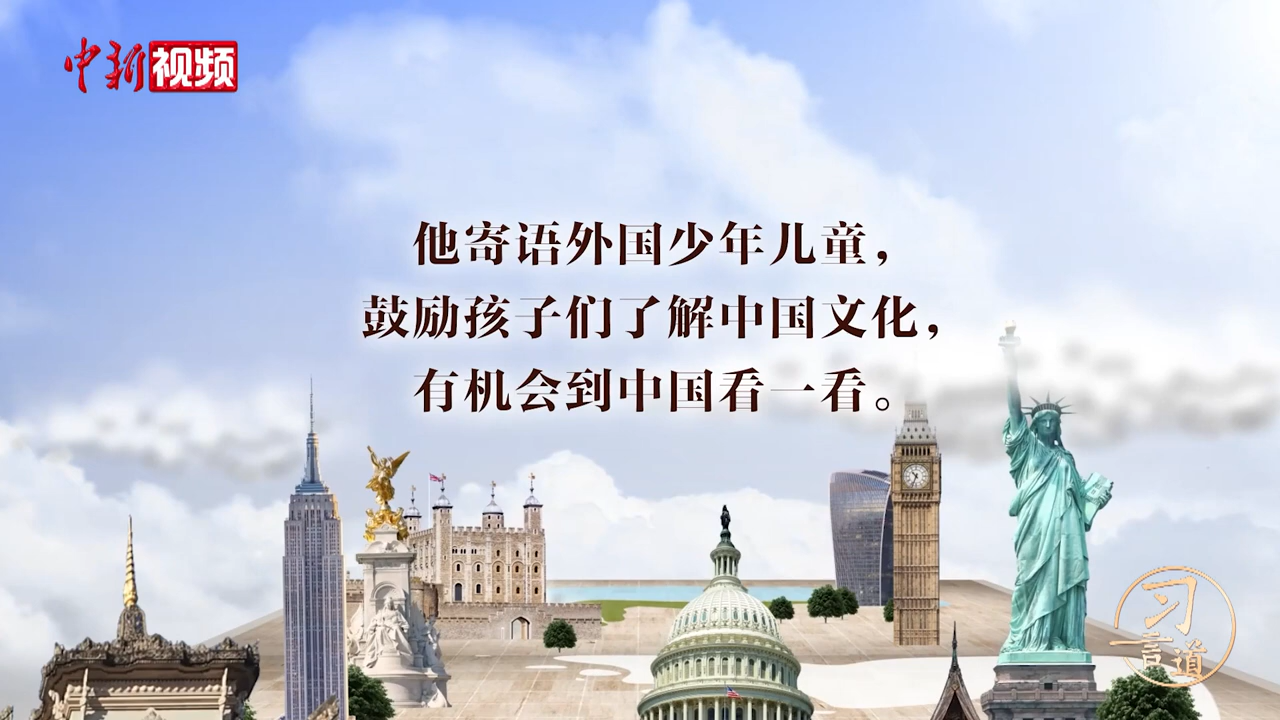 中新视频
他寄语外国少年儿童，
鼓励孩子们了解中国文化，
有机会到中国看一看。
习言道